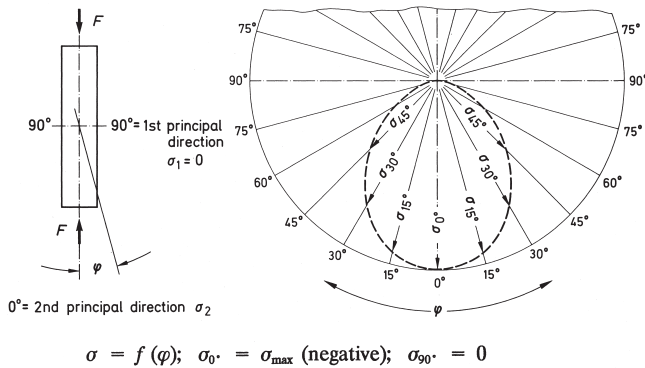 F
90°
90° = 1st principal
direction
σ₁ = 0
F
φ
0° = 2nd principal direction σ₂
75°
75°
90°
90°
75°
75°
60°
60°
45°
45°
30°
30°
15°
0°
15°
σ45°
σ45°
σ30°
σ30°
σ15°
σ0°
σ15°
φ
σ = f (φ); σ₀· = σmax (negative); σ₉₀· = 0